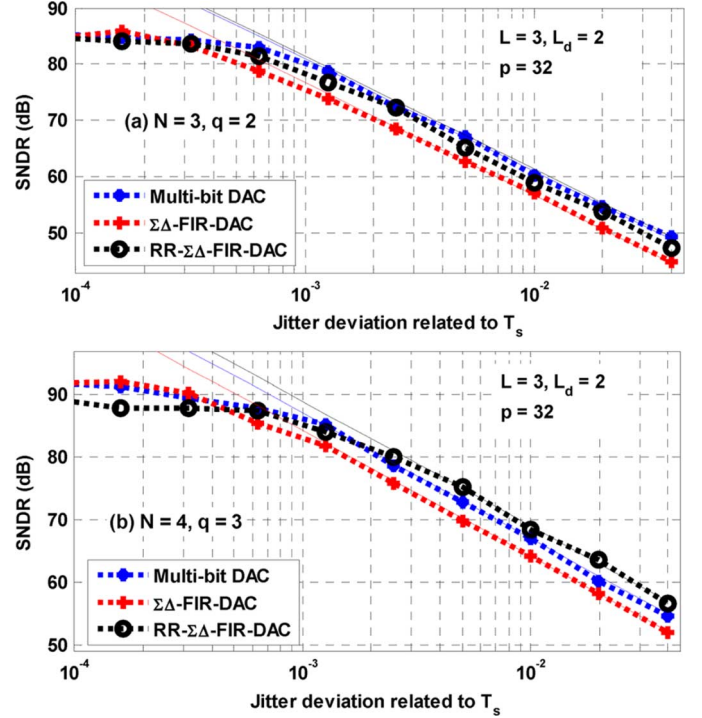 90
80
70
60
50
SNDR (dB)
L = 3, L_d = 2
p = 32
(a) N = 3, q = 2
Multi-bit DAC
ΣΔ-FIR-DAC
RR-ΣΔ-FIR-DAC
10^-4
10^-3
10^-2
Jitter deviation related to T_s
90
80
70
60
50
SNDR (dB)
L = 3, L_d = 2
p = 32
(b) N = 4, q = 3
Multi-bit DAC
ΣΔ-FIR-DAC
RR-ΣΔ-FIR-DAC
10^-4
10^-3
10^-2
Jitter deviation related to T_s